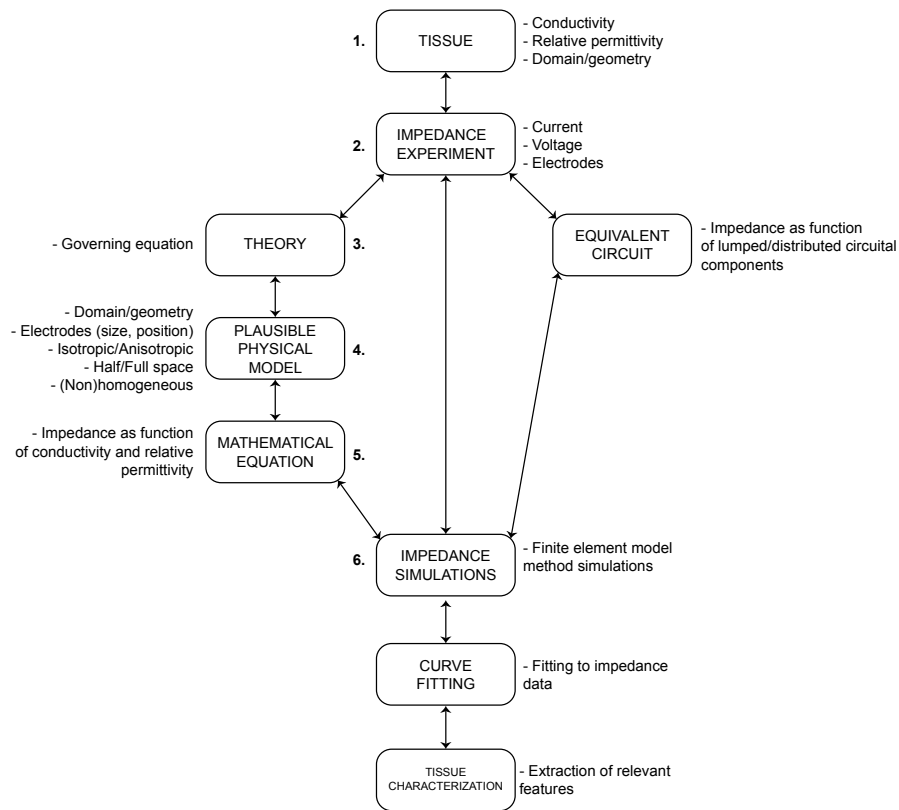 1.
TISSUE
- Conductivity
- Relative permittivity
- Domain/geometry
2.
IMPEDANCE
EXPERIMENT
- Current
- Voltage
- Electrodes
- Governing equation
THEORY
3.
EQUIVALENT
CIRCUIT
- Impedance as function
of lumped/distributed circuital
components
- Domain/geometry
- Electrodes (size, position)
- Isotropic/Anisotropic
- Half/Full space
- (Non)homogeneous
PLAUSIBLE
PHYSICAL
MODEL
4.
- Impedance as function
of conductivity and relative
permittivity
MATHEMATICAL
EQUATION
5.
6.
IMPEDANCE
SIMULATIONS
- Finite element model
method simulations
CURVE
FITTING
- Fitting to impedance
data
TISSUE
CHARACTERIZATION
- Extraction of relevant
features